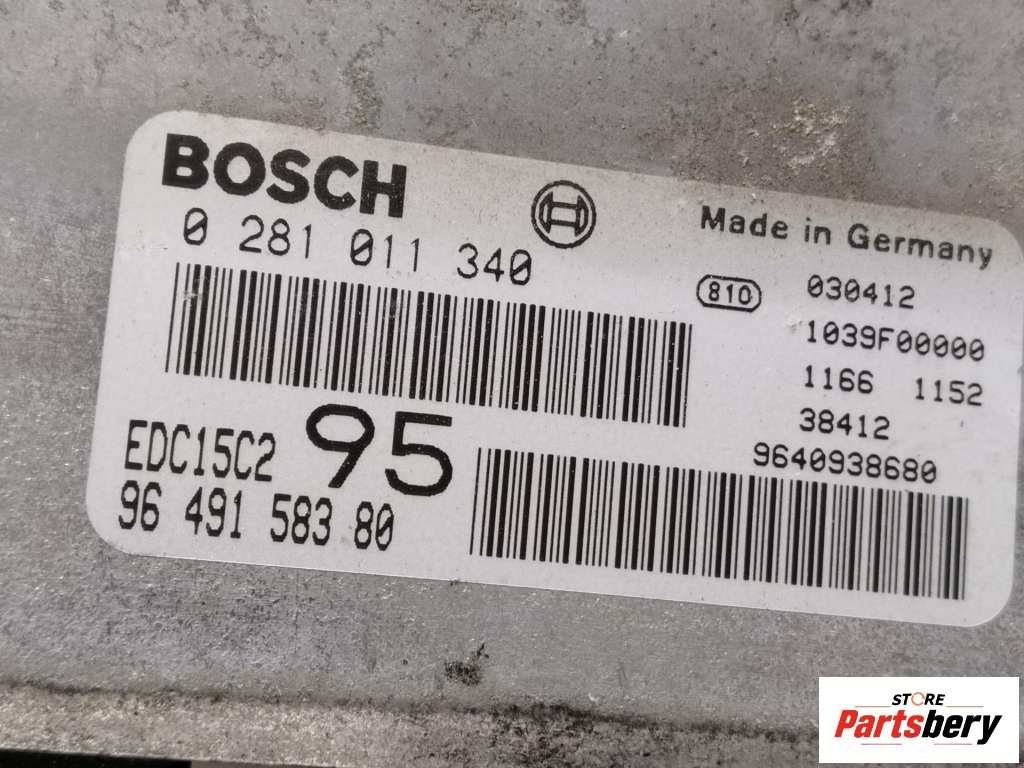 BOSCH
0 281 011 340
Made in Germany
810
030412
1039F00000
1166 1152
38412
9640938680
EDC15C2 95
96 491 583 80
STORE
Partsbery